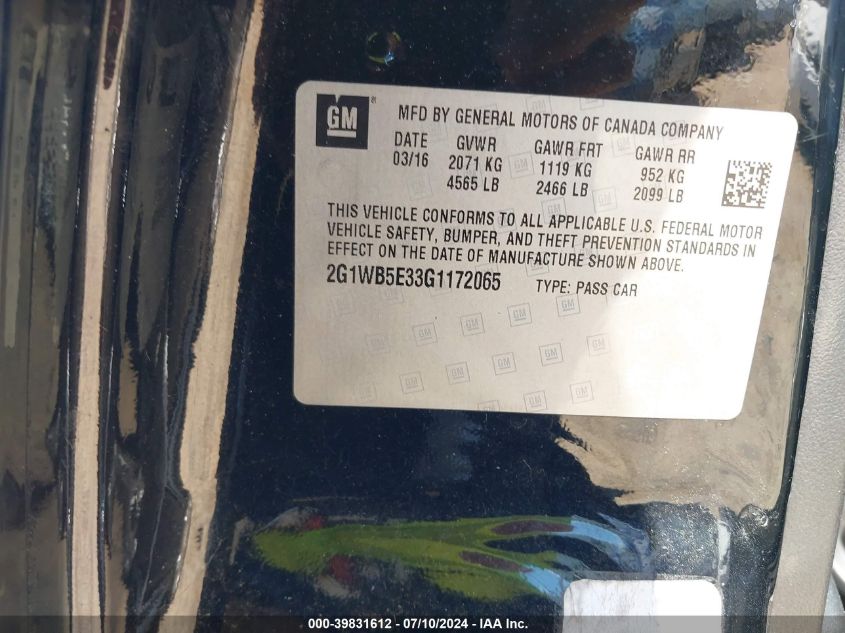 GM ®
MFD BY GENERAL MOTORS OF CANADA COMPANY
DATE GVWR GAWR FRT GAWR RR
03/16 2071 KG 1119 KG 952 KG
4565 LB 2466 LB 2099 LB
THIS VEHICLE CONFORMS TO ALL APPLICABLE U.S. FEDERAL MOTOR
VEHICLE SAFETY, BUMPER, AND THEFT PREVENTION STANDARDS IN
EFFECT ON THE DATE OF MANUFACTURE SHOWN ABOVE.
2G1WB5E33G1172065 TYPE: PASS CAR
000-39831612 - 07/10/2024 - IAA Inc.